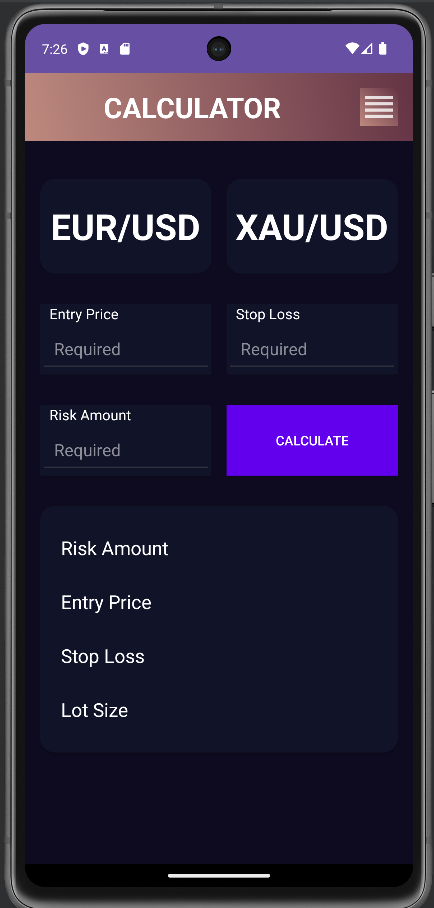 7:26
CALCULATOR
EUR/USD XAU/USD
Entry Price Stop Loss
Required Required
Risk Amount
Required CALCULATE
Risk Amount
Entry Price
Stop Loss
Lot Size